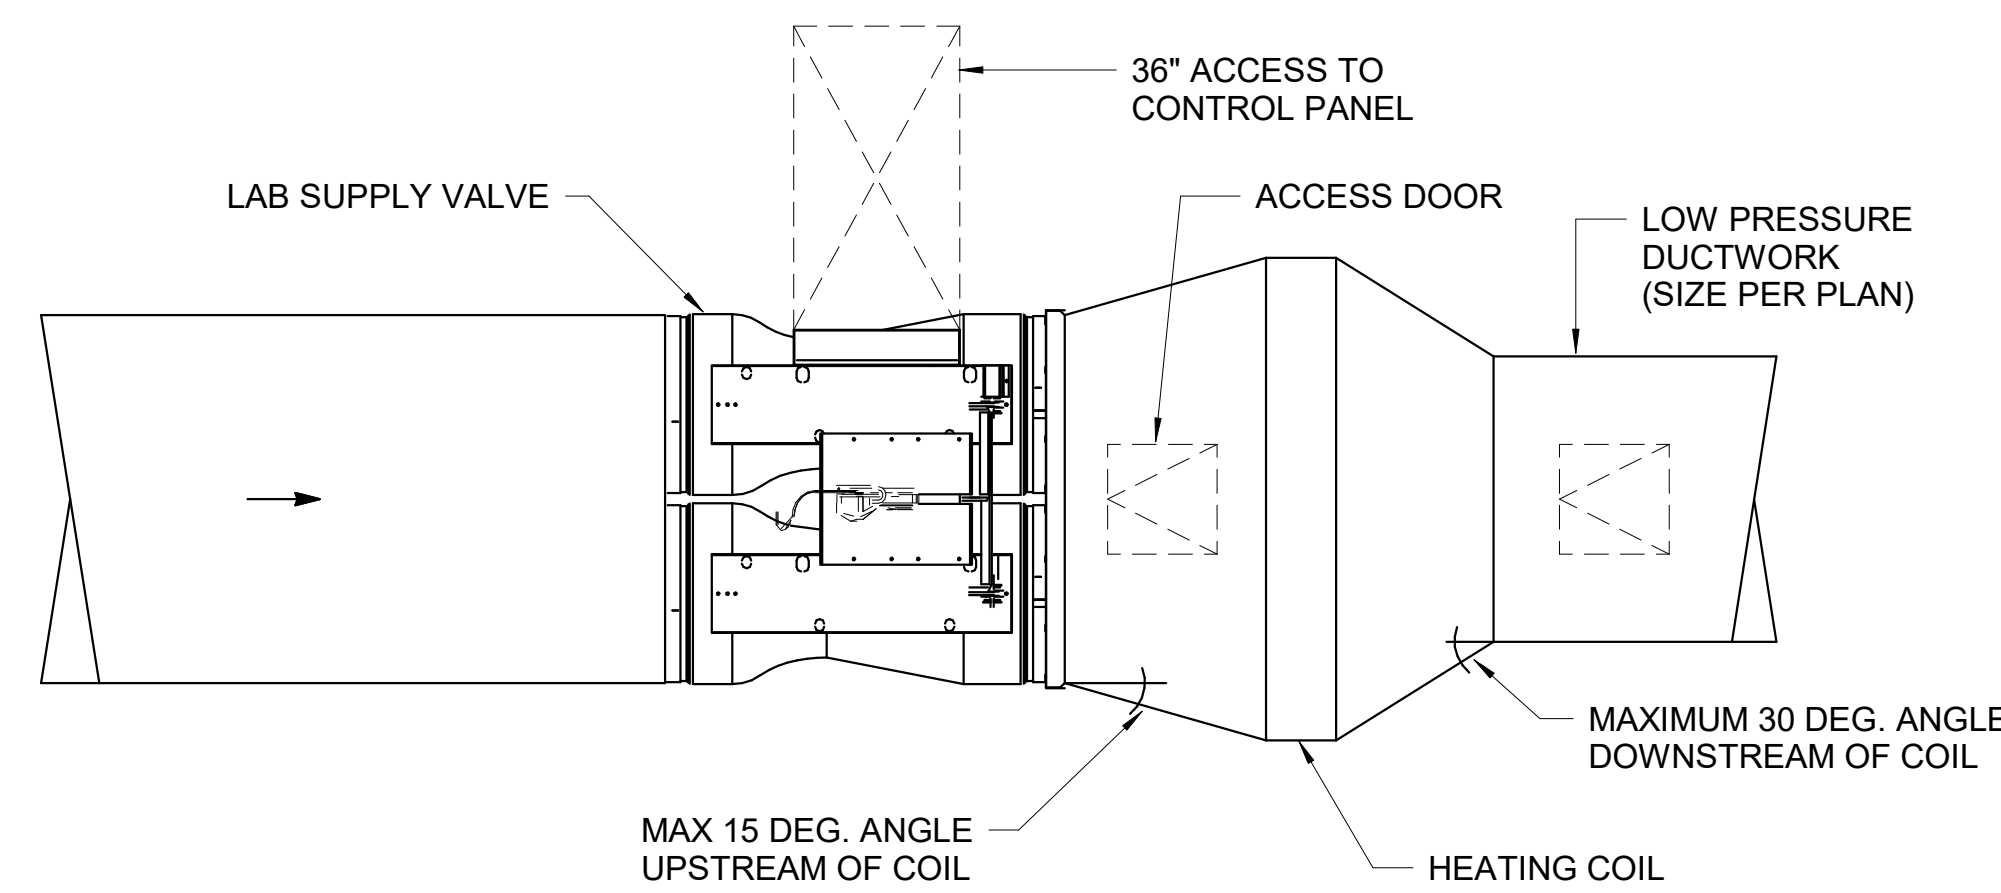 36" ACCESS TO
CONTROL PANEL
LAB SUPPLY VALVE
ACCESS DOOR
LOW PRESSURE
DUCTWORK
(SIZE PER PLAN)
MAXIMUM 30 DEG. ANGLE
DOWNSTREAM OF COIL
MAX 15 DEG. ANGLE
UPSTREAM OF COIL
HEATING COIL